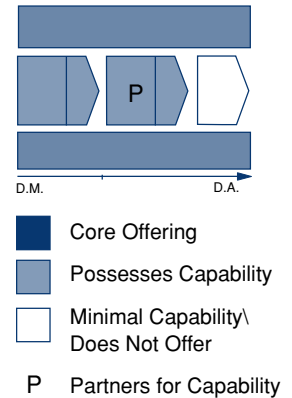 P
D.M. D.A.
Core Offering
Possesses Capability
Minimal Capability\
Does Not Offer
P Partners for Capability